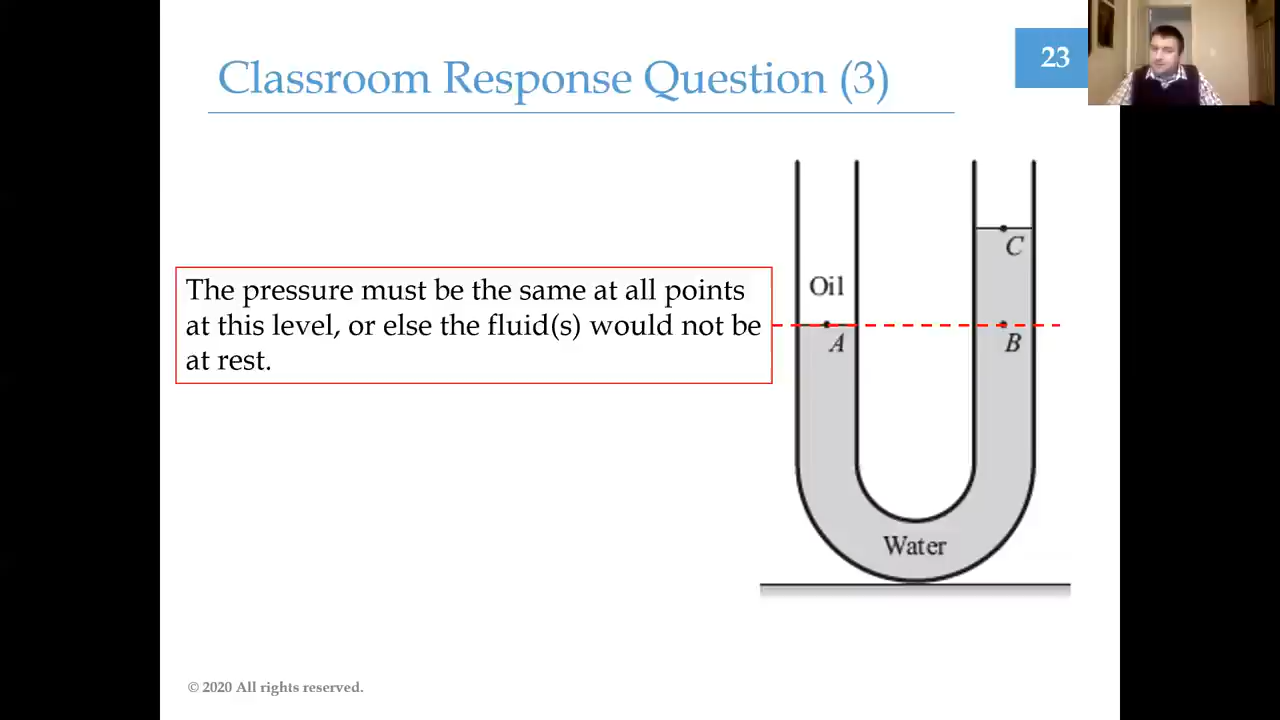 Classroom Response Question (3)
23
The pressure must be the same at all points
at this level, or else the fluid(s) would not be
at rest.
C
Oil
A
B
Water
© 2020 All rights reserved.